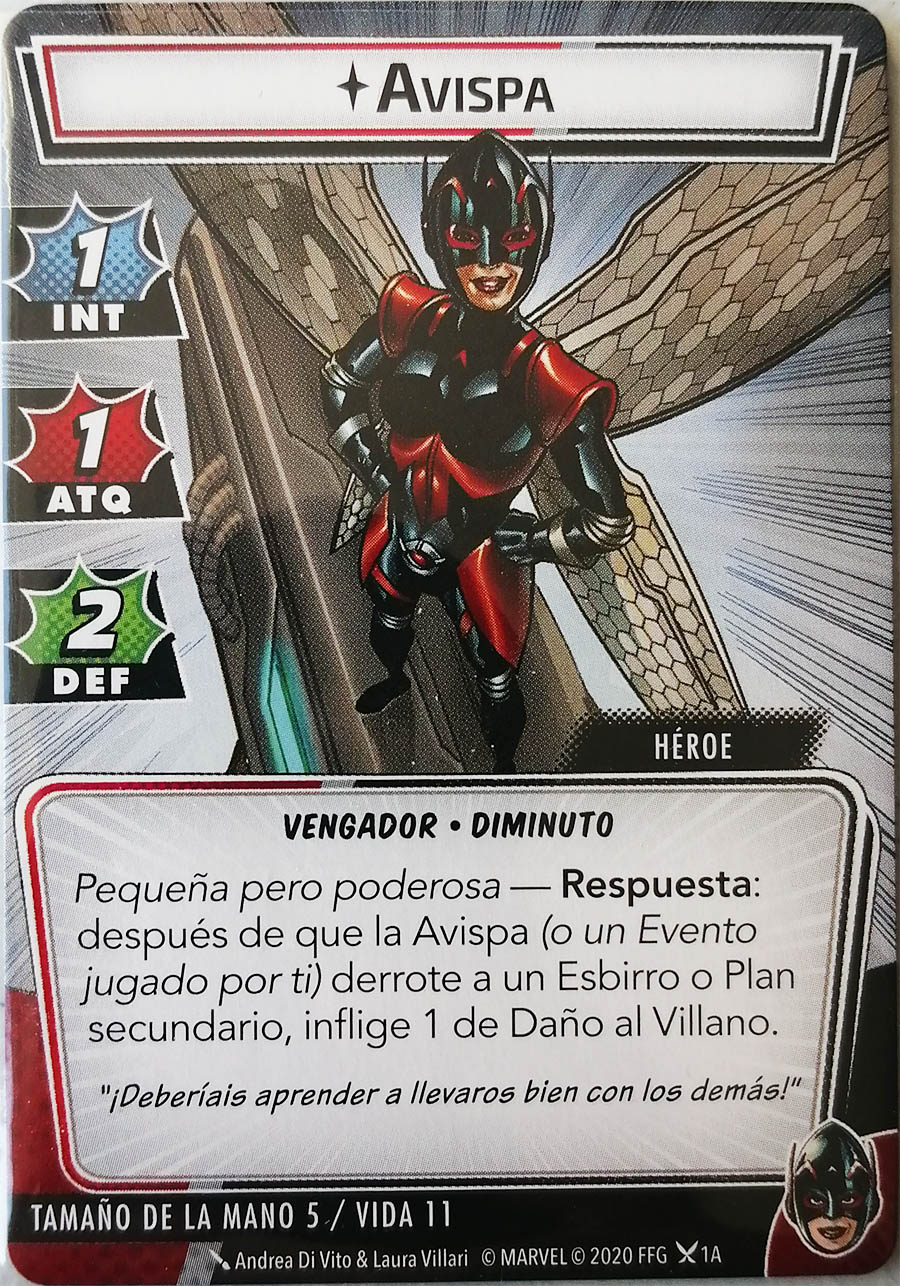 AVISPA
1
INT
1
ATQ
2
DEF
HÉROE
VENGADOR • DIMINUTO
Pequeña pero poderosa — Respuesta:
después de que la Avispa (o un Evento
jugado por ti) derrote a un Esbirro o Plan
secundario, inflige 1 de Daño al Villano.
"¡Deberíais aprender a llevaros bien con los demás!"
TAMAÑO DE LA MANO 5 / VIDA 11
Andrea Di Vito & Laura Villari © MARVEL © 2020 FFG 1A